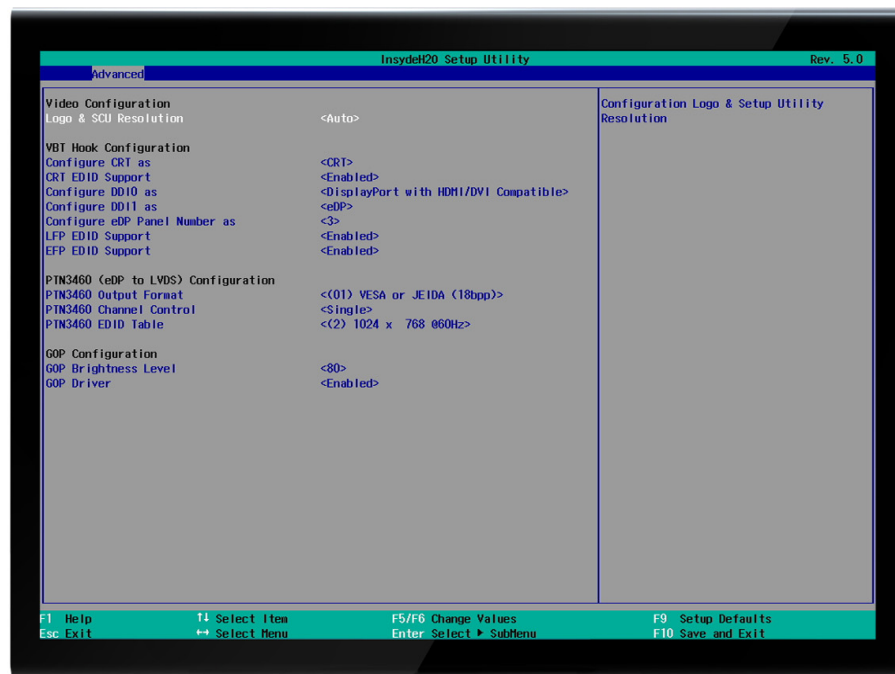 InsydeH20 Setup Utility Rev. 5.0
Advanced
Video Configuration
Logo & SCU Resolution <Auto>
VBT Hook Configuration
Configure CRT as <CRT>
CRT EDID Support <Enabled>
Configure DDI0 as <DisplayPort with HDMI/DVI Compatible>
Configure DDI1 as <eDP>
Configure eDP Panel Number as <3>
LFP EDID Support <Enabled>
EFP EDID Support <Enabled>
PTN3460 (eDP to LVDS) Configuration
PTN3460 Output Format <(01) VESA or JEIDA (18bpp)>
PTN3460 Channel Control <Single>
PTN3460 EDID Table <(2) 1024 x 768 @60Hz>
GOP Configuration
GOP Brightness Level <80>
GOP Driver <Enabled>
Configuration Logo & Setup Utility
Resolution
F1 Help ↑↓ Select Item F5/F6 Change Values F9 Setup Defaults
Esc Exit ↔ Select Menu Enter Select ▶ SubMenu F10 Save and Exit